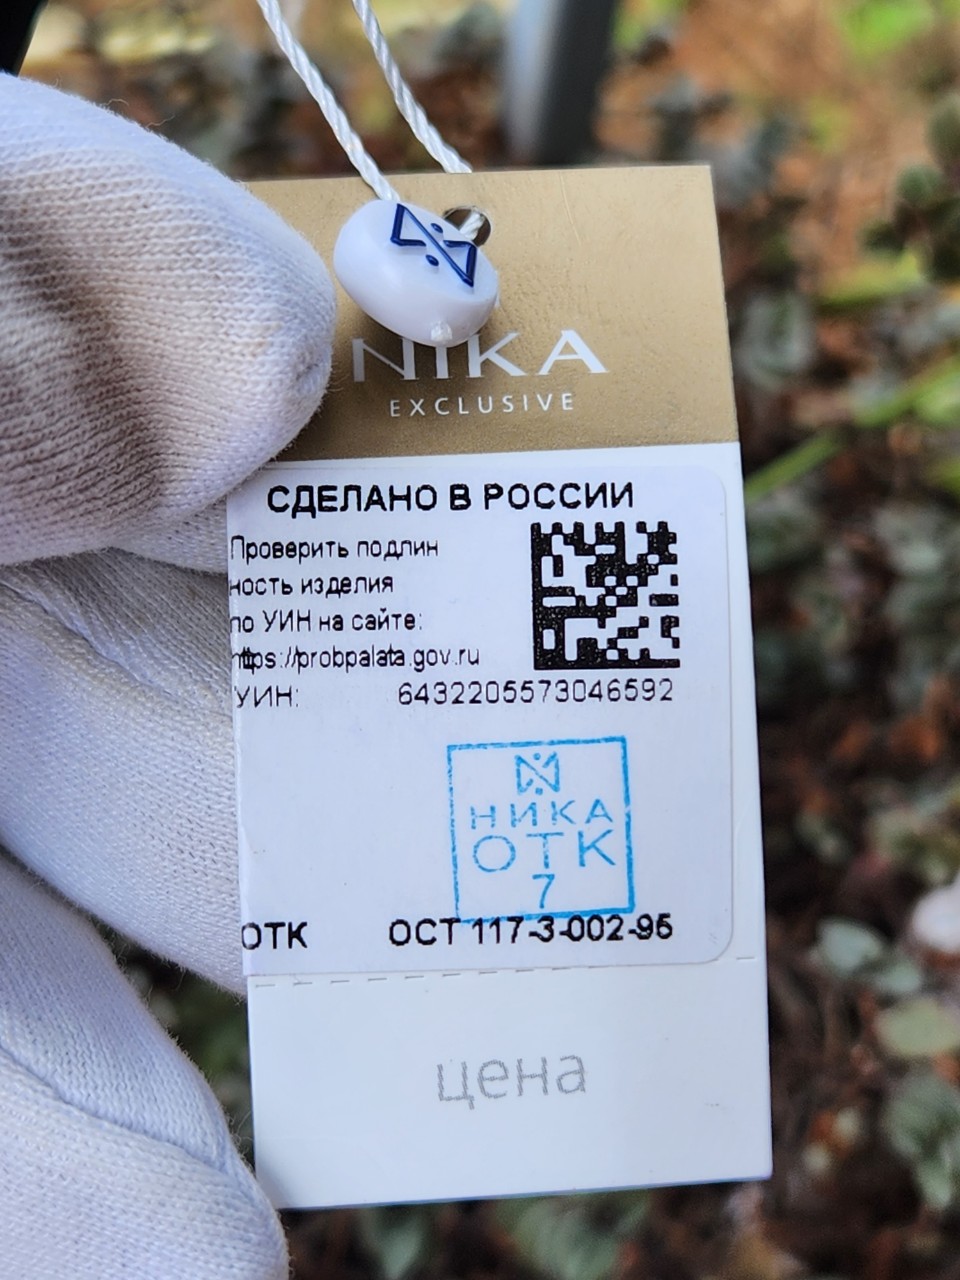 NIKA
EXCLUSIVE
СДЕЛАНО В РОССИИ
Проверить подлин
ность изделия
по УИН на сайте:
https://probpalata.gov.ru
УИН: 6432205573046592
НИКА
ОТК
7
ОТК ОСТ 117-3-002-95
цена